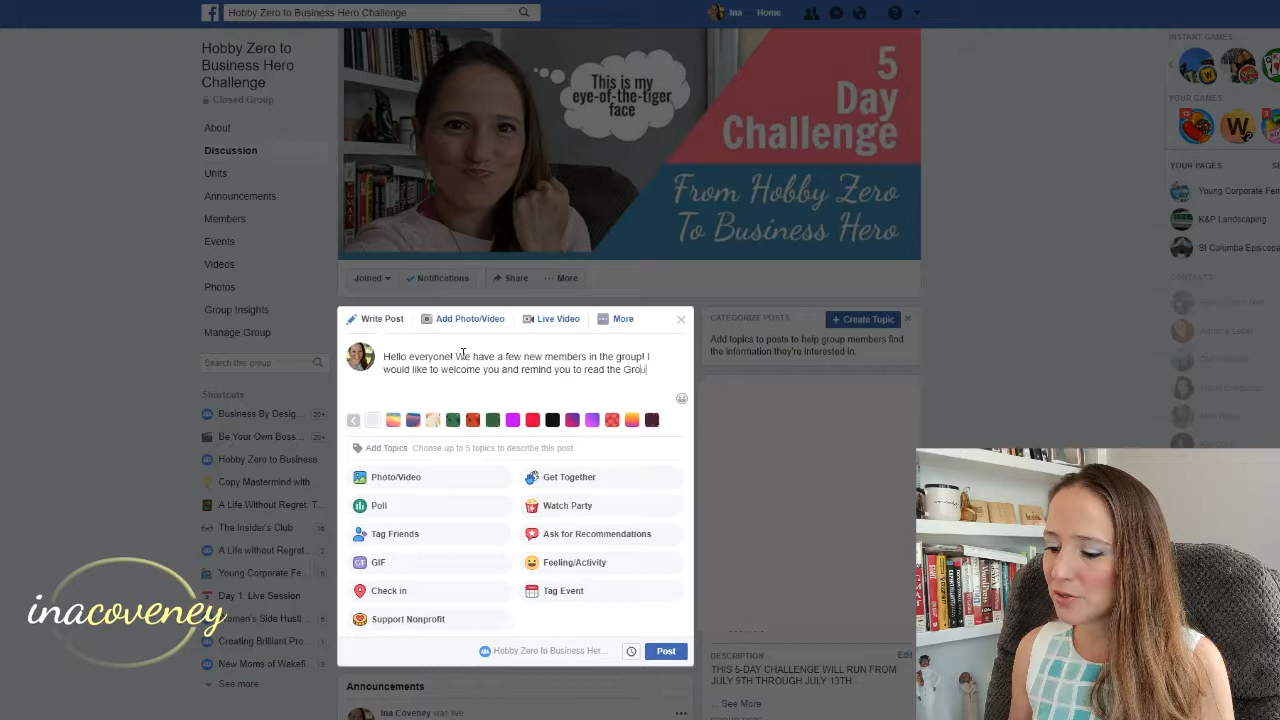 Hobby Zero to Business Hero Challenge
Ina
Home
Hobby Zero to
Business Hero
Challenge
Closed Group
About
Discussion
Units
Announcements
Members
Events
Videos
Photos
Group Insights
Manage Group
Search this group
Shortcuts
Business By Desig... 20+
Be Your Own Boss... 20+
Hobby Zero to Business
Copy Mastermind with
A Life Without Regret: T...
The Insider's Club
A Life without Regret...
Young Corporate Fe...
Day 1: Live Session
Women's Side Husti...
Creating Brilliant Pro...
New Moms of Wakefi...
See more
This is my
eye-of-the-tiger
face
5
Day
Challenge
From Hobby Zero
To Business Hero
Joined
Notifications
Share
More
Write Post
Add Photo/Video
Live Video
More
Hello everyone! We have a few new members in the group! I
would like to welcome you and remind you to read the Grou
Add Topics Choose up to 5 topics to describe this post.
Photo/Video
Get Together
Poll
Watch Party
Tag Friends
Ask for Recommendations
GIF
Feeling/Activity
Check in
Tag Event
Support Nonprofit
Hobby Zero to Business Her...
Post
Announcements
Ina Coveney was live
CATEGORIZE POSTS
+ Create Topic
Add topics to posts to help group members
find the information they're interested in.
DESCRIPTION
Edit
THIS 5-DAY CHALLENGE WILL RUN FROM
JULY 9TH THROUGH JULY 13TH.
... See More
INSTANT GAMES
YOUR GAMES
YOUR PAGES
Young Corporate Fem
K&P Landscaping
St Columba Episcopa
CONTACTS
inacoveney